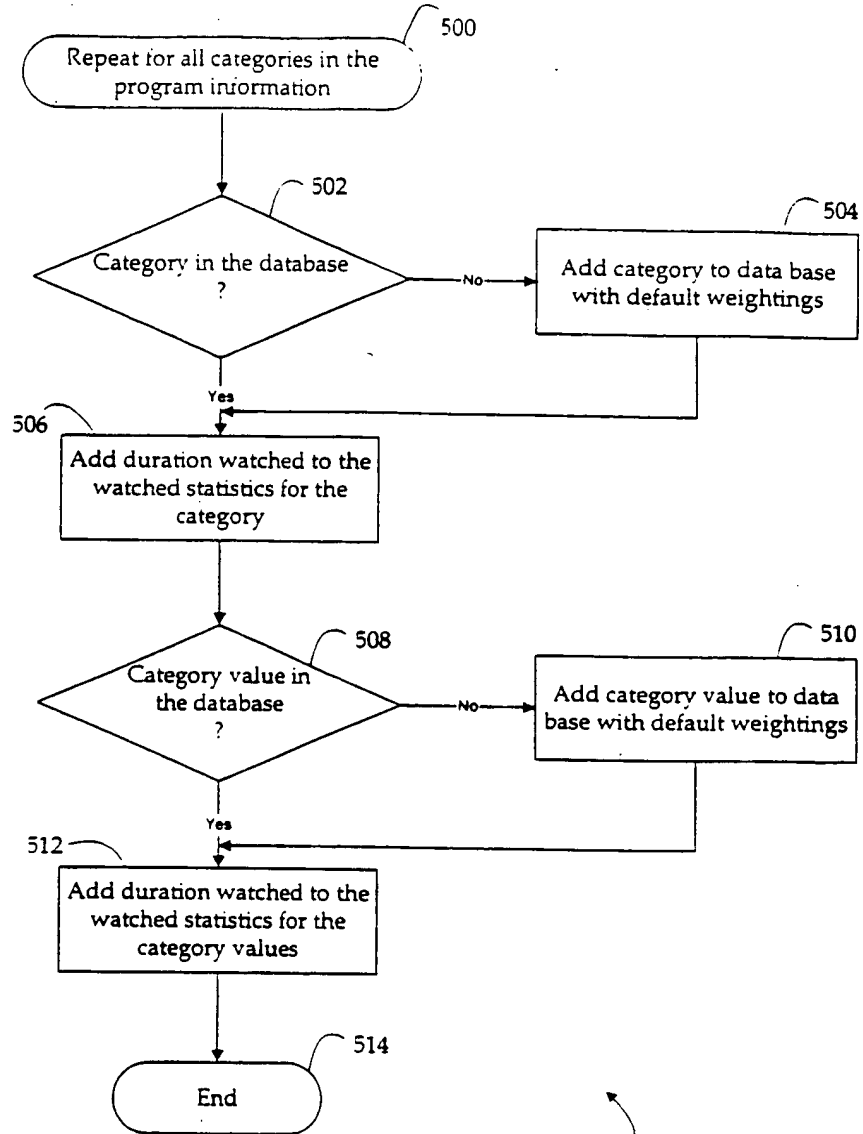 500
Repeat for all categories in the
program information
502
Category in the database
?
No
504
Add category to data base
with default weightings
Yes
506
Add duration watched to the
watched statistics for the
category
508
Category value in
the database
?
No
510
Add category value to data
base with default weightings
Yes
512
Add duration watched to the
watched statistics for the
category values
514
End